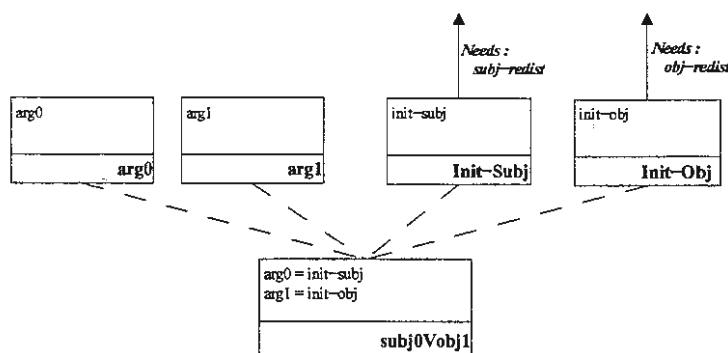 Needs :
subj-redist
Needs :
obj-redist
arg0
arg0
arg1
arg1
init-subj
Init-Subj
init-obj
Init-Obj
arg0 = init-subj
arg1 = init-obj
subj0Vobj1